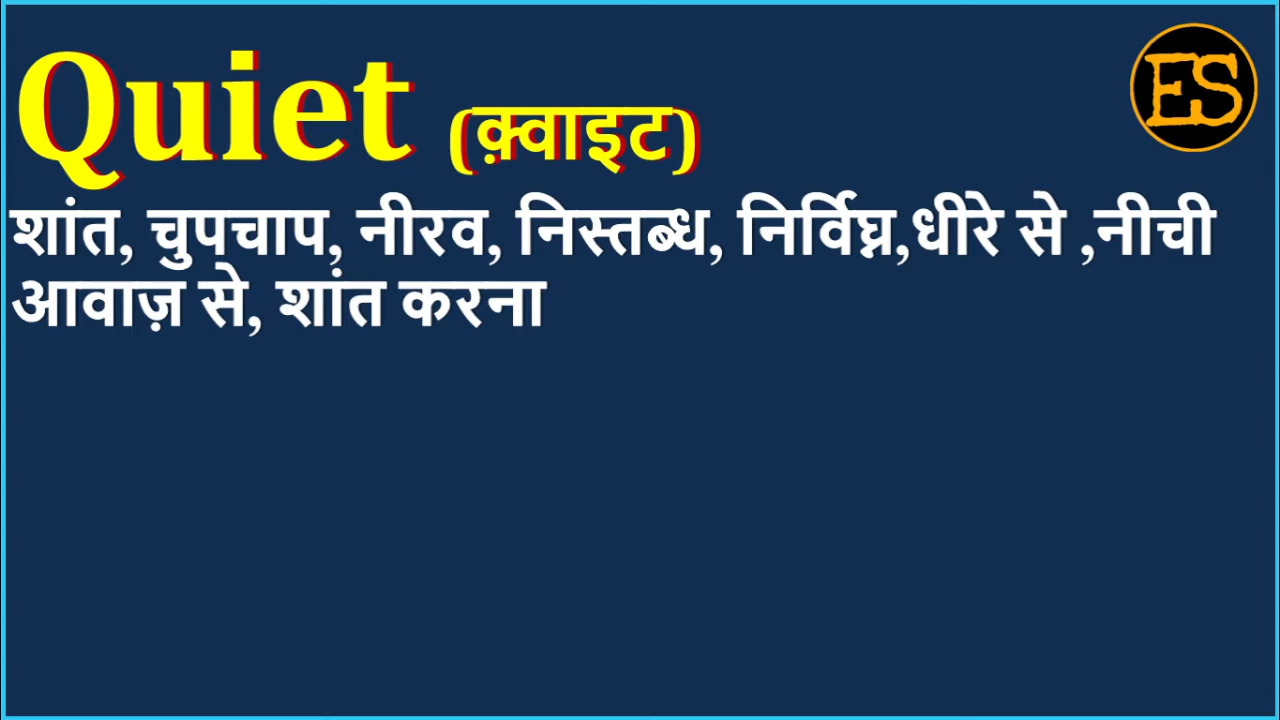 Quiet (क़्वाइट)
ES
शांत, चुपचाप, नीरव, निस्तब्ध, निर्विघ्न,धीरे से ,नीची
आवाज़ से, शांत करना